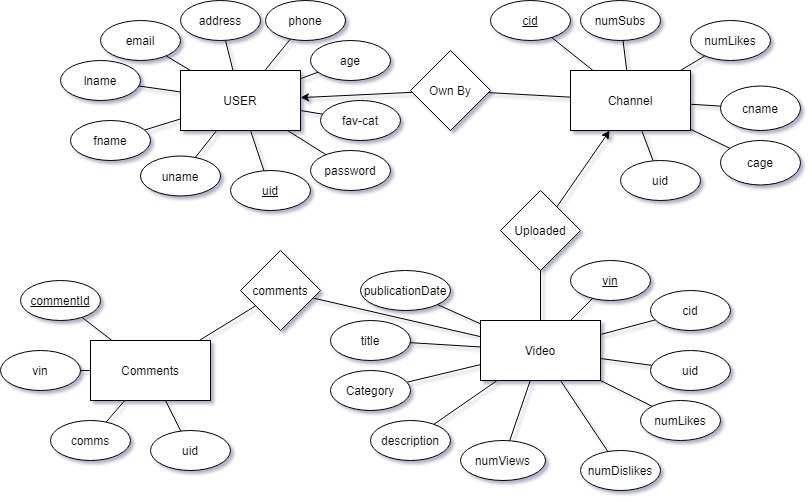 address
phone
cid
numSubs
email
numLikes
age
lname
USER
Own By
Channel
cname
fav-cat
fname
cage
uname
password
uid
uid
Uploaded
comments
publicationDate
vin
commentId
cid
title
Video
vin
Comments
uid
Category
numLikes
comms
description
uid
numViews
numDislikes